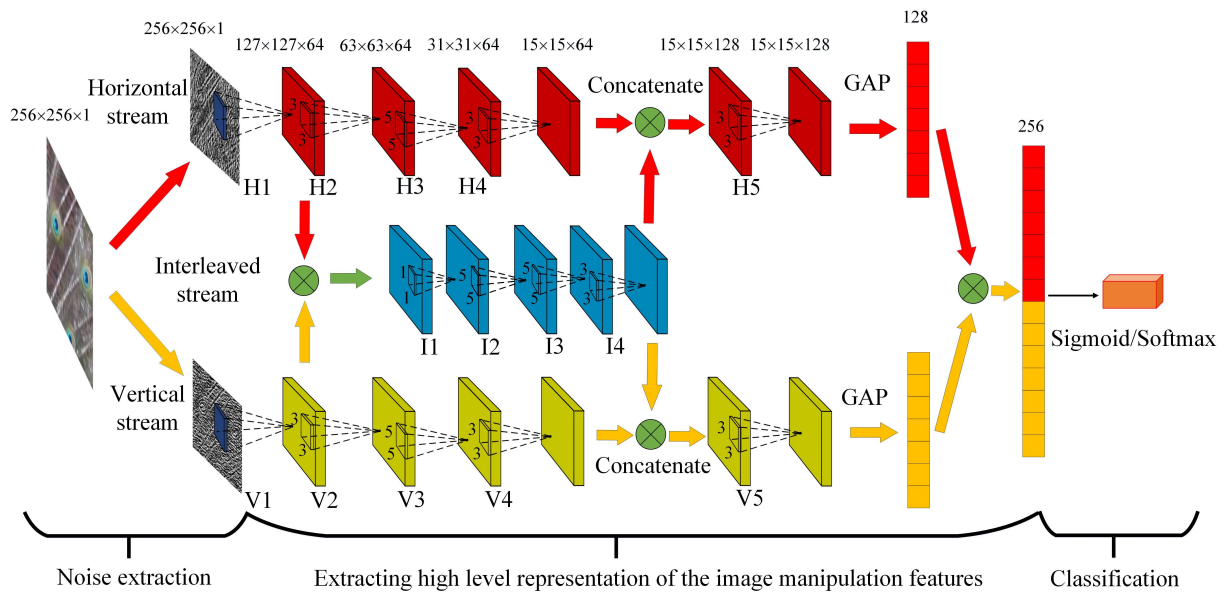 256×256×1
128
127×127×64
63×63×64
31×31×64
15×15×64
15×15×128
15×15×128
Horizontal
stream
Concatenate
GAP
256×256×1
256
3
3
5
5
3
3
3
3
H1
H2
H3
H4
H5
Interleaved
stream
1
1
5
5
5
5
3
3
I1
I2
I3
I4
Sigmoid/Softmax
Vertical
stream
GAP
3
3
5
5
3
3
3
3
Concatenate
V1
V2
V3
V4
V5
Noise extraction
Extracting high level representation of the image manipulation features
Classification